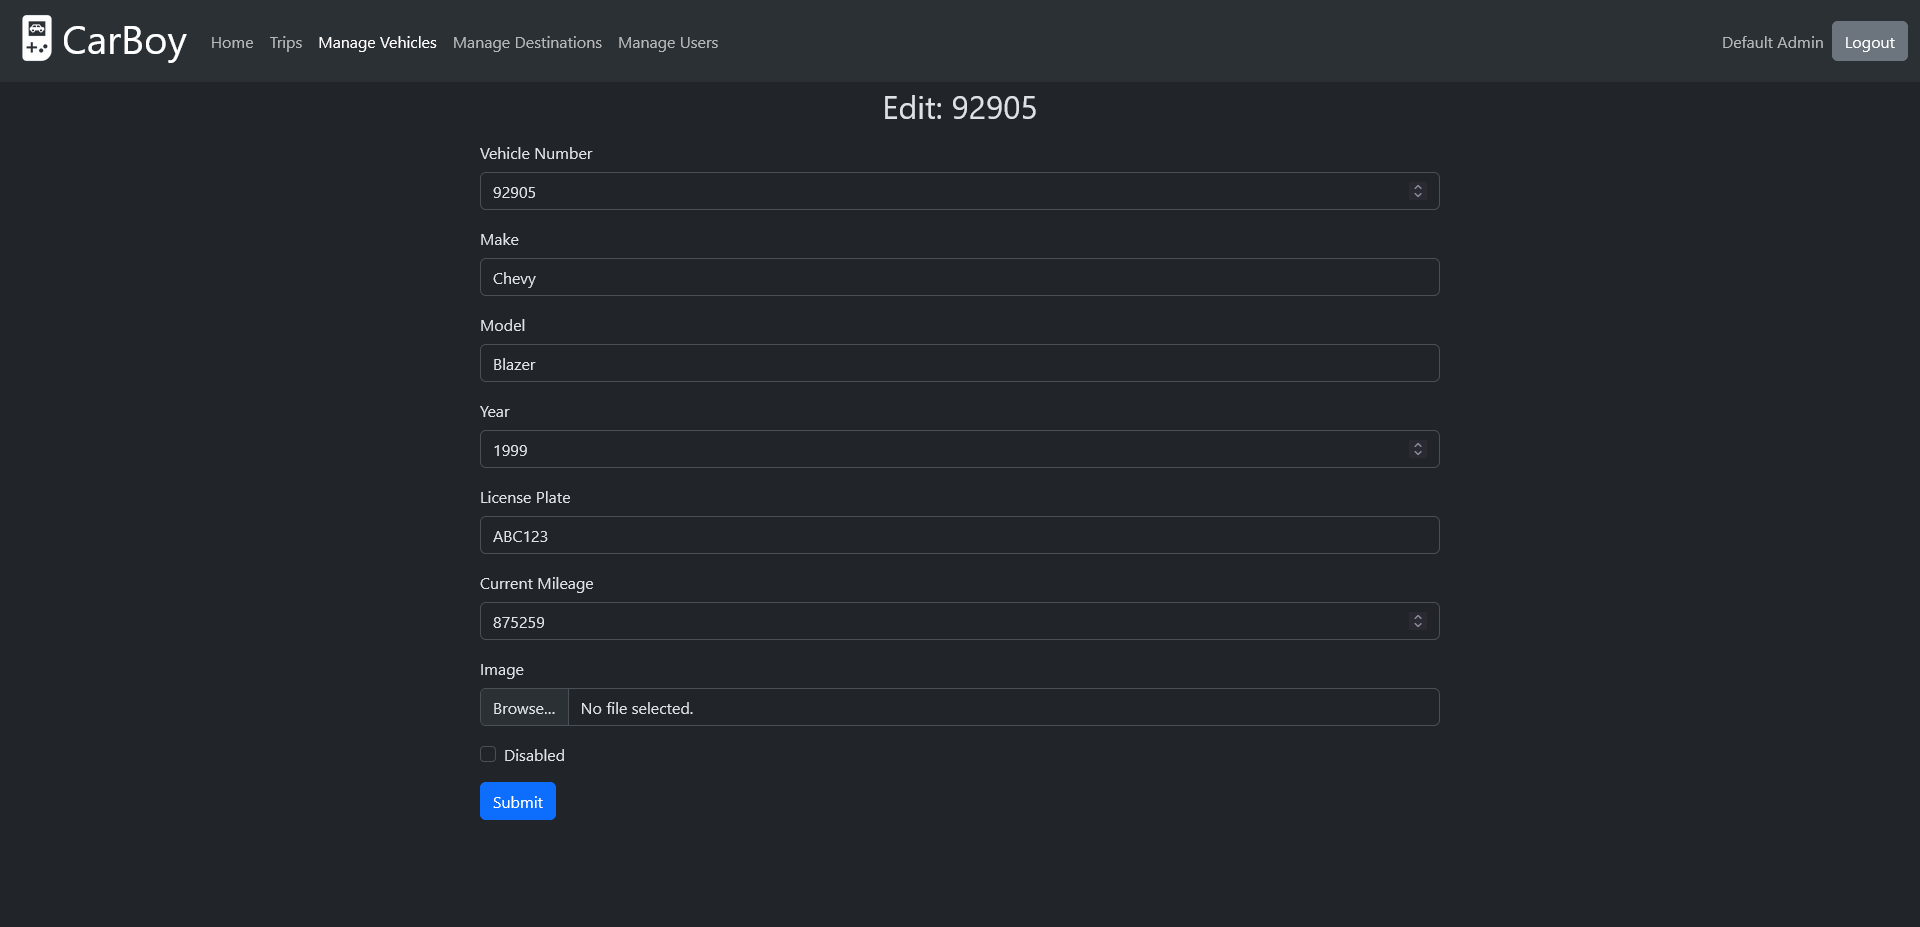 CarBoy Home Trips Manage Vehicles Manage Destinations Manage Users Default Admin Logout
Edit: 92905
Vehicle Number
92905
Make
Chevy
Model
Blazer
Year
1999
License Plate
ABC123
Current Mileage
875259
Image
Browse... No file selected.
Disabled
Submit